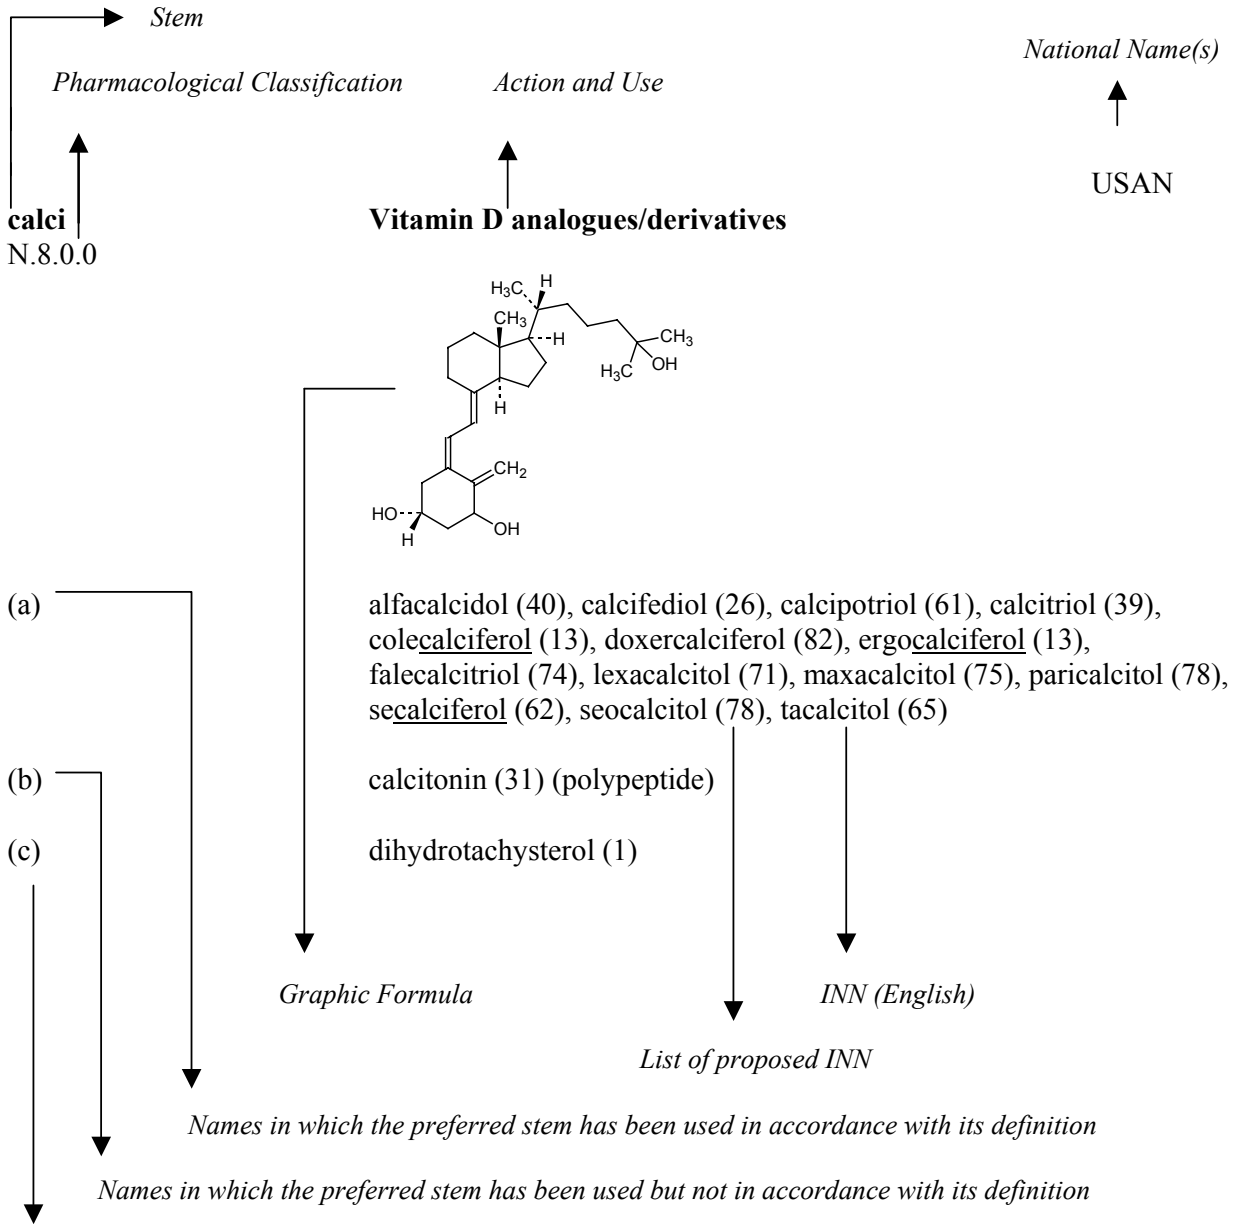 Stem
National Name(s)
Pharmacological Classification Action and Use
USAN
calci Vitamin D analogues/derivatives
N.8.0.0
H₃C H
CH₃
H
CH₃
H₃C OH
H
CH₂
HO
OH
H
(a) alfacalcidol (40), calcifediol (26), calcipotriol (61), calcitriol (39),
colecalciferol (13), doxercalciferol (82), ergocalciferol (13),
falecalcitriol (74), lexacalcitol (71), maxacalcitol (75), paricalcitol (78),
secalciferol (62), seocalcitol (78), tacalcitol (65)
(b) calcitonin (31) (polypeptide)
(c) dihydrotachysterol (1)
Graphic Formula INN (English)
List of proposed INN
Names in which the preferred stem has been used in accordance with its definition
Names in which the preferred stem has been used but not in accordance with its definition